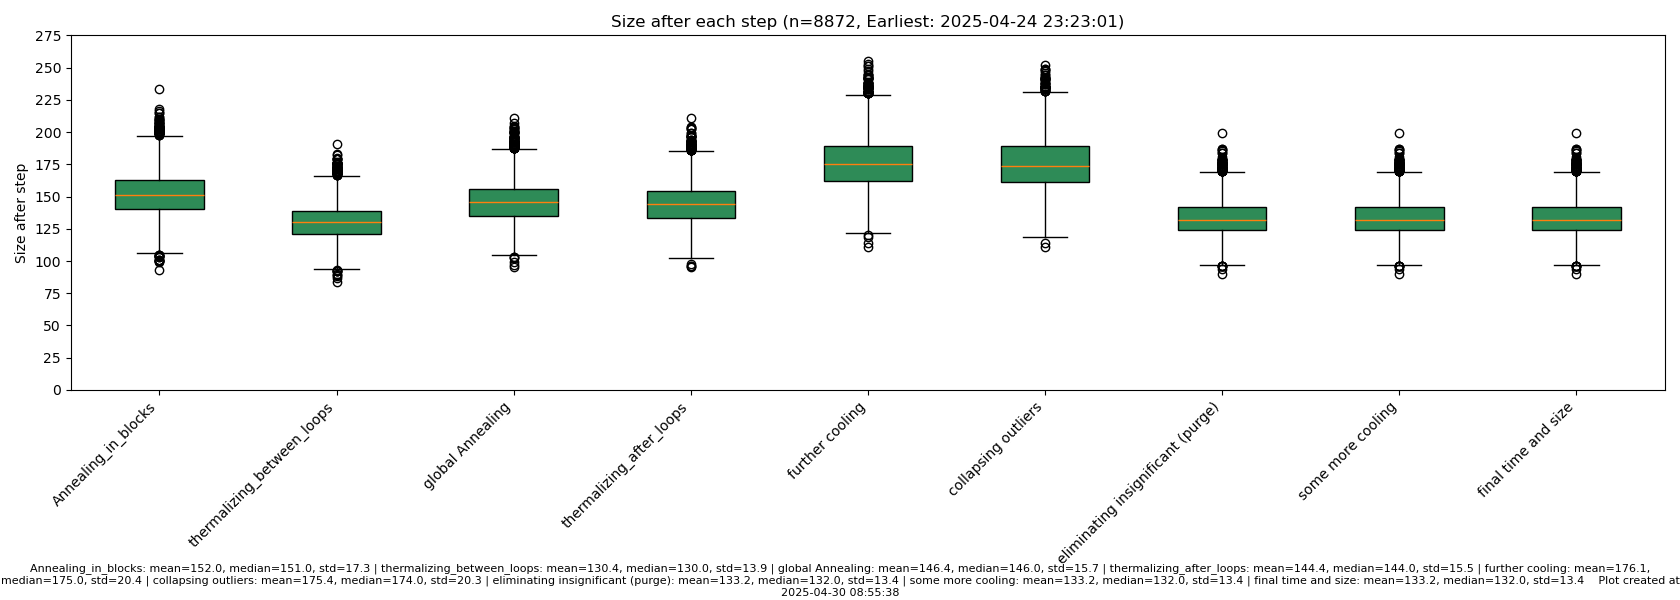 Size after each step (n=8872, Earliest: 2025-04-24 23:23:01)
275
250
225
200
175
150
125
100
75
50
25
0
Size after step
Annealing_in_blocks
thermalizing_between_loops
global Annealing
thermalizing_after_loops
further cooling
collapsing outliers
eliminating insignificant (purge)
some more cooling
final time and size
Annealing_in_blocks: mean=152.0, median=151.0, std=17.3 | thermalizing_between_loops: mean=130.4, median=130.0, std=13.9 | global Annealing: mean=146.4, median=146.0, std=15.7 | thermalizing_after_loops: mean=144.4, median=144.0, std=15.5 | further cooling: mean=176.1,
median=175.0, std=20.4 | collapsing outliers: mean=175.4, median=174.0, std=20.3 | eliminating insignificant (purge): mean=133.2, median=132.0, std=13.4 | some more cooling: mean=133.2, median=132.0, std=13.4 | final time and size: mean=133.2, median=132.0, std=13.4 Plot created at
2025-04-30 08:55:38